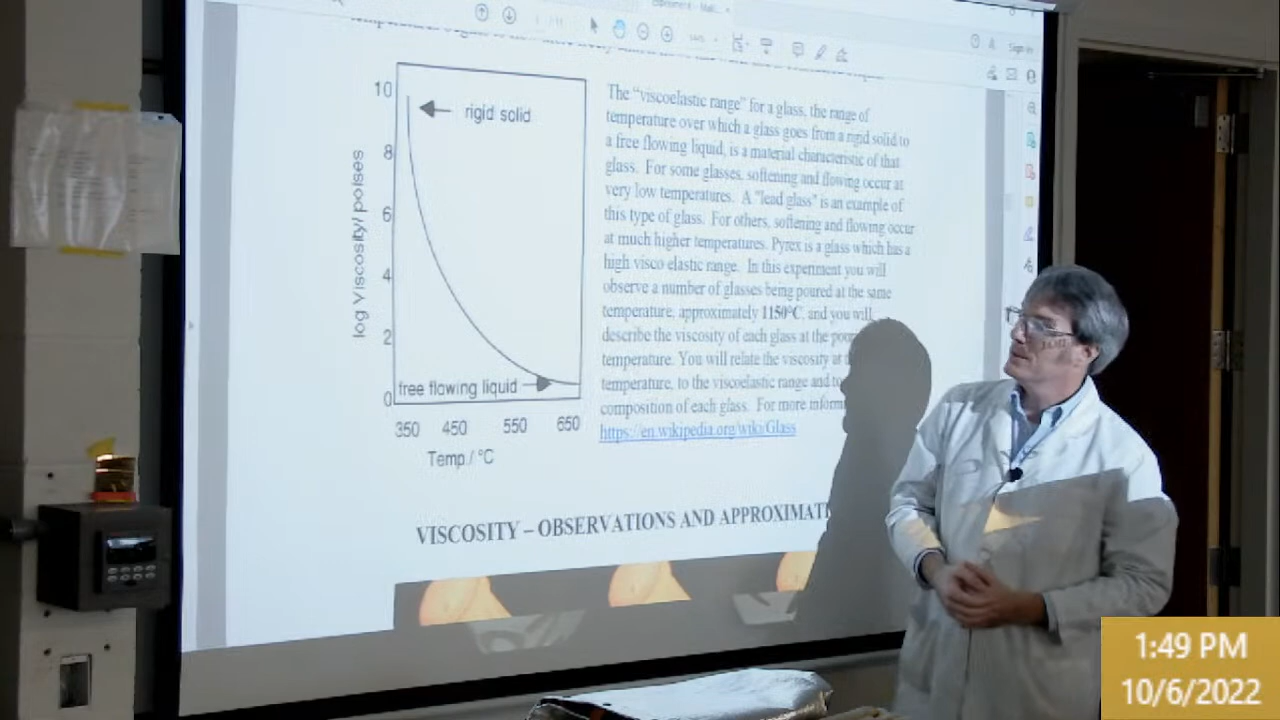 Sign in
10
rigid solid
8
6
4
2
0
log Viscosity/ poises
free flowing liquid
350 450 550 650
Temp / °C
The "viscoelastic range" for a glass, the range of
temperature over which a glass goes from a rigid solid to
a free flowing liquid, is a material characteristic of that
glass. For some glasses, softening and flowing occur at
very low temperatures. A "lead glass" is an example of
this type of glass. For others, softening and flowing occur
at much higher temperatures. Pyrex is a glass which has a
high visco elastic range. In this experiment you will
observe a number of glasses being poured at the same
temperature, approximately 1150°C, and you will
describe the viscosity of each glass at the pour
temperature. You will relate the viscosity at
temperature, to the viscoelastic range and to
composition of each glass. For more inform
https://en.wikipedia.org/wiki/Glass
VISCOSITY – OBSERVATIONS AND APPROXIMATI
1:49 PM
10/6/2022